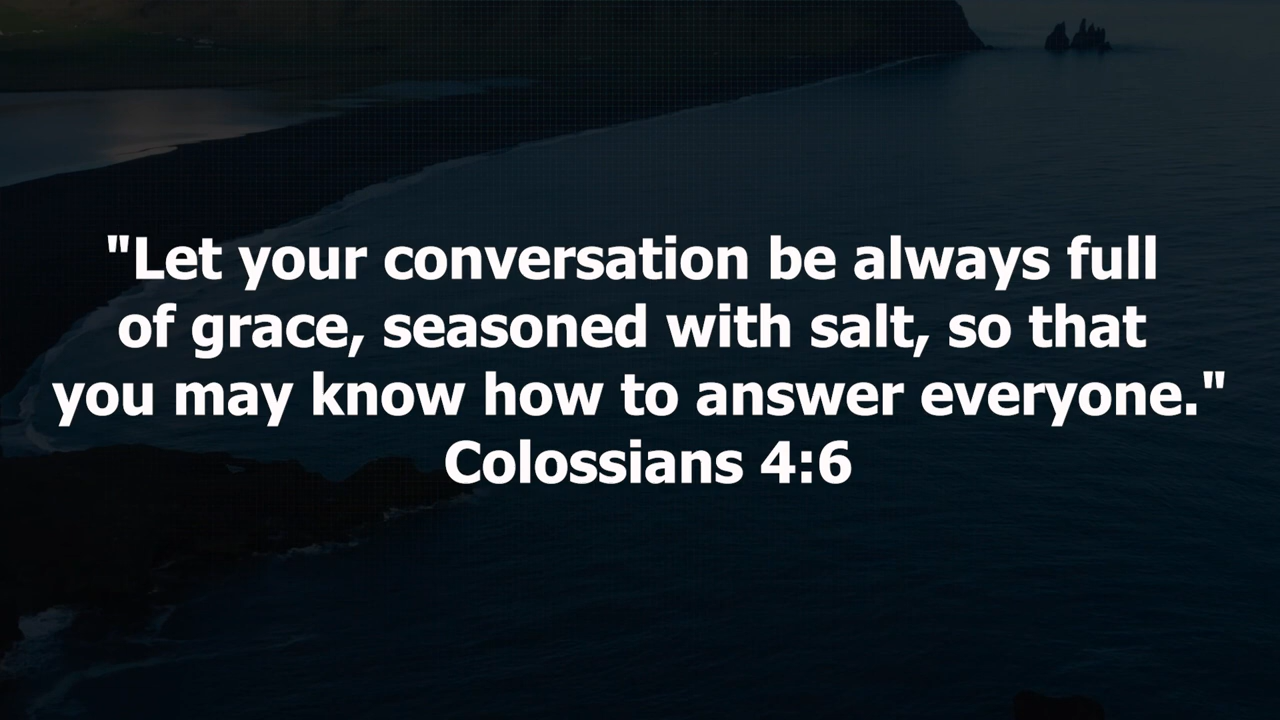 "Let your conversation be always full
of grace, seasoned with salt, so that
you may know how to answer everyone."
Colossians 4:6